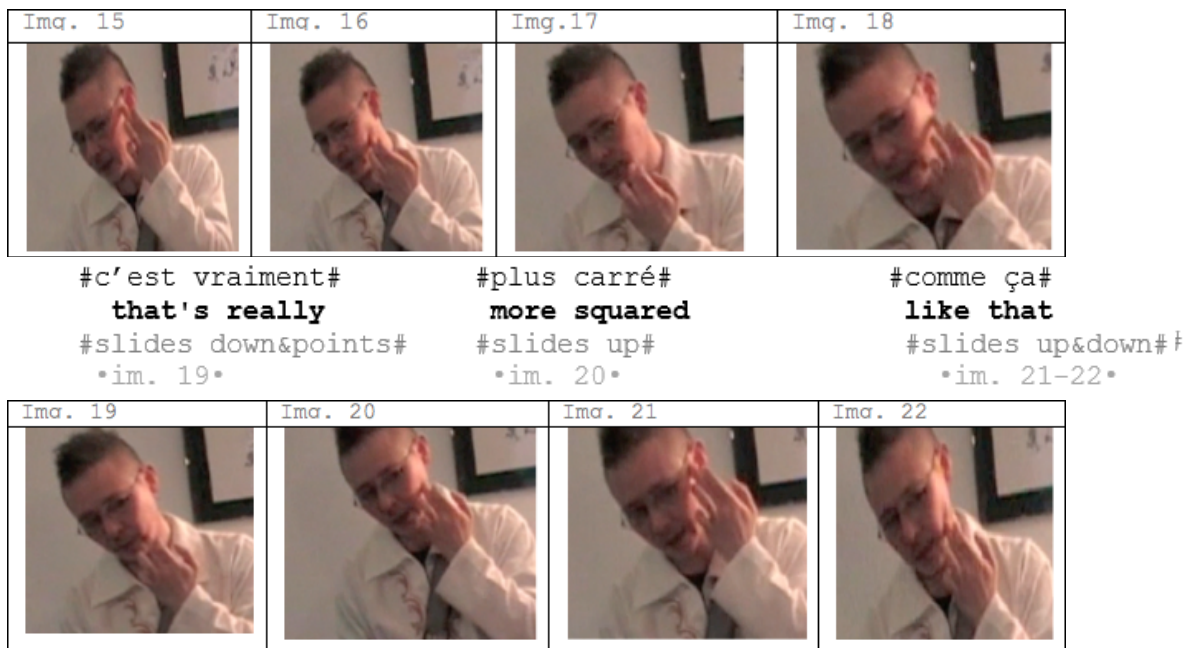 Img. 15 Img. 16 Img.17 Img. 18
#c’est vraiment# #plus carré# #comme ça#
that's really more squared like that
#slides down&points# #slides up# #slides up&down#
•im. 19• •im. 20• •im. 21-22•
Img. 19 Img. 20 Img. 21 Img. 22